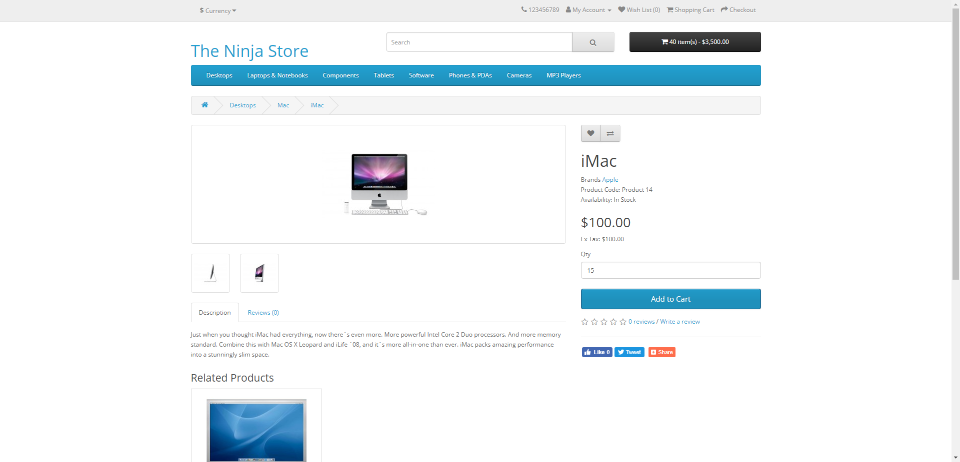 $ Currency
123456789 My Account Wish List (0) Shopping Cart Checkout
The Ninja Store
Search
40 item(s) - $3,500.00
Desktops Laptops & Notebooks Components Tablets Software Phones & PDAs Cameras MP3 Players
Desktops Mac iMac
iMac
Brands Apple
Product Code: Product 14
Availability: In Stock
$100.00
Ex Tax: $100.00
Qty
15
Add to Cart
0 reviews / Write a review
Like 0 Tweet Share
Description Reviews (0)
Just when you thought iMac had everything, now there´s even more. More powerful Intel Core 2 Duo processors. And more memory
standard. Combine this with Mac OS X Leopard and iLife ´08, and it´s more all-in-one than ever. iMac packs amazing performance
into a stunningly slim space.
Related Products